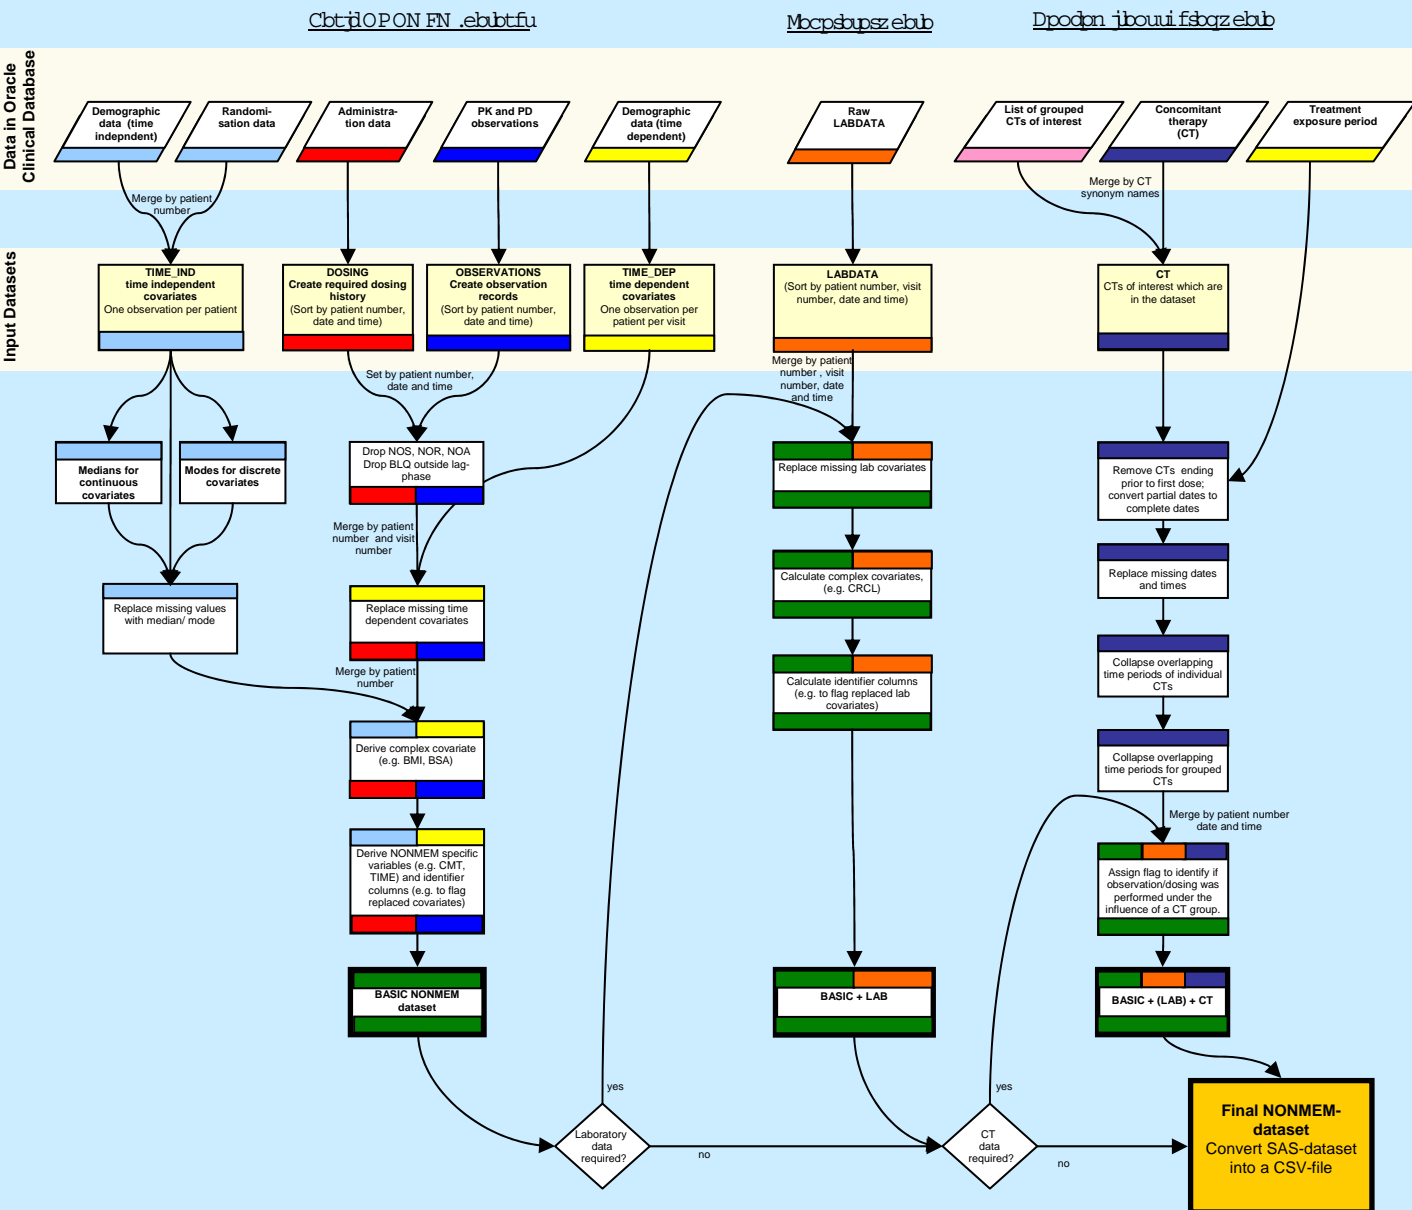 Cbtjd OPON FN .ebubtfu
Mbcpsbupsz ebub
Dpodpn jubouuifsbqz ebub
Data in Oracle
Clinical Database
Demographic
data (time
indepndent)
Randomi-
sation data
Administra-
tion data
PK and PD
observations
Demographic
data (time
dependent)
Raw
LABDATA
List of grouped
CTs of interest
Concomitant
therapy
(CT)
Treatment
exposure period
Merge by patient
number
Merge by CT
synonym names
Input Datasets
TIME_IND
time independent
covariates
One observation per patient
DOSING
Create required dosing
history
(Sort by patient number,
date and time)
OBSERVATIONS
Create observation
records
(Sort by patient number,
date and time)
TIME_DEP
time dependent
covariates
One observation per
patient per visit
LABDATA
(Sort by patient number, visit
number, date and time)
CT
CTs of interest which are
in the dataset
Set by patient number,
date and time
Merge by patient
number , visit
number, date
and time
Medians for
continuous
covariates
Modes for discrete
covariates
Drop NOS, NOR, NOA
Drop BLQ outside lag-
phase
Replace missing lab covariates
Remove CTs ending
prior to first dose;
convert partial dates to
complete dates
Merge by patient
number and visit
number
Calculate complex covariates,
(e.g. CRCL)
Replace missing dates
and times
Replace missing values
with median/ mode
Replace missing time
dependent covariates
Merge by patient
number
Calculate identifier columns
(e.g. to flag replaced lab
covariates)
Collapse overlapping
time periods of individual
CTs
Derive complex covariate
(e.g. BMI, BSA)
Collapse overlapping
time periods for grouped
CTs
Merge by patient number
date and time
Derive NONMEM specific
variables (e.g. CMT,
TIME) and identifier
columns (e.g. to flag
replaced covariates)
Assign flag to identify if
observation/dosing was
performed under the
influence of a CT group.
BASIC NONMEM
dataset
BASIC + LAB
BASIC + (LAB) + CT
yes
yes
Laboratory
data
required?
no
CT
data
required?
no
Final NONMEM-
dataset
Convert SAS-dataset
into a CSV-file